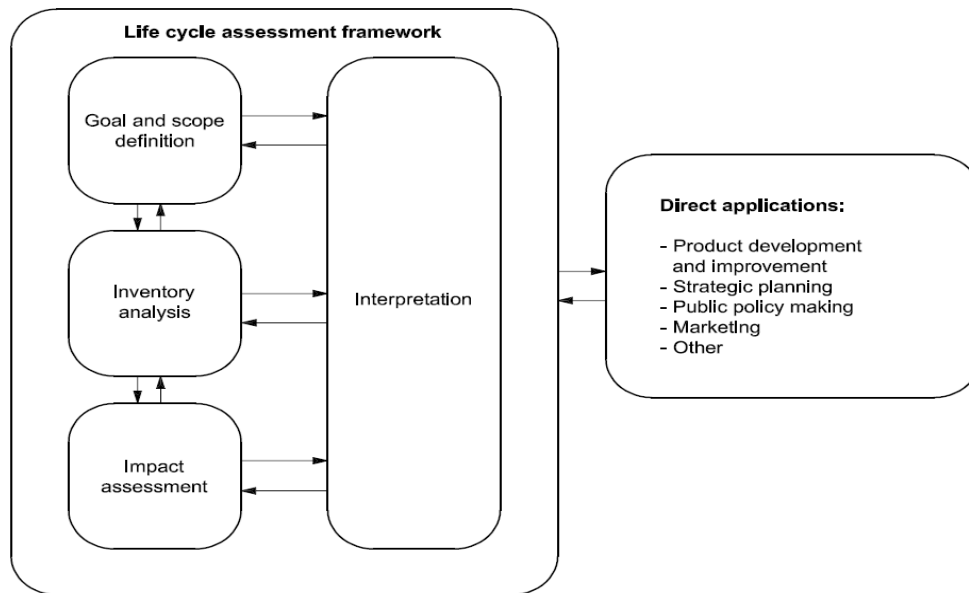 Life cycle assessment framework
Goal and scope
definition
Inventory
analysis
Impact
assessment
Interpretation
Direct applications:
- Product development
and improvement
- Strategic planning
- Public policy making
- Marketing
- Other